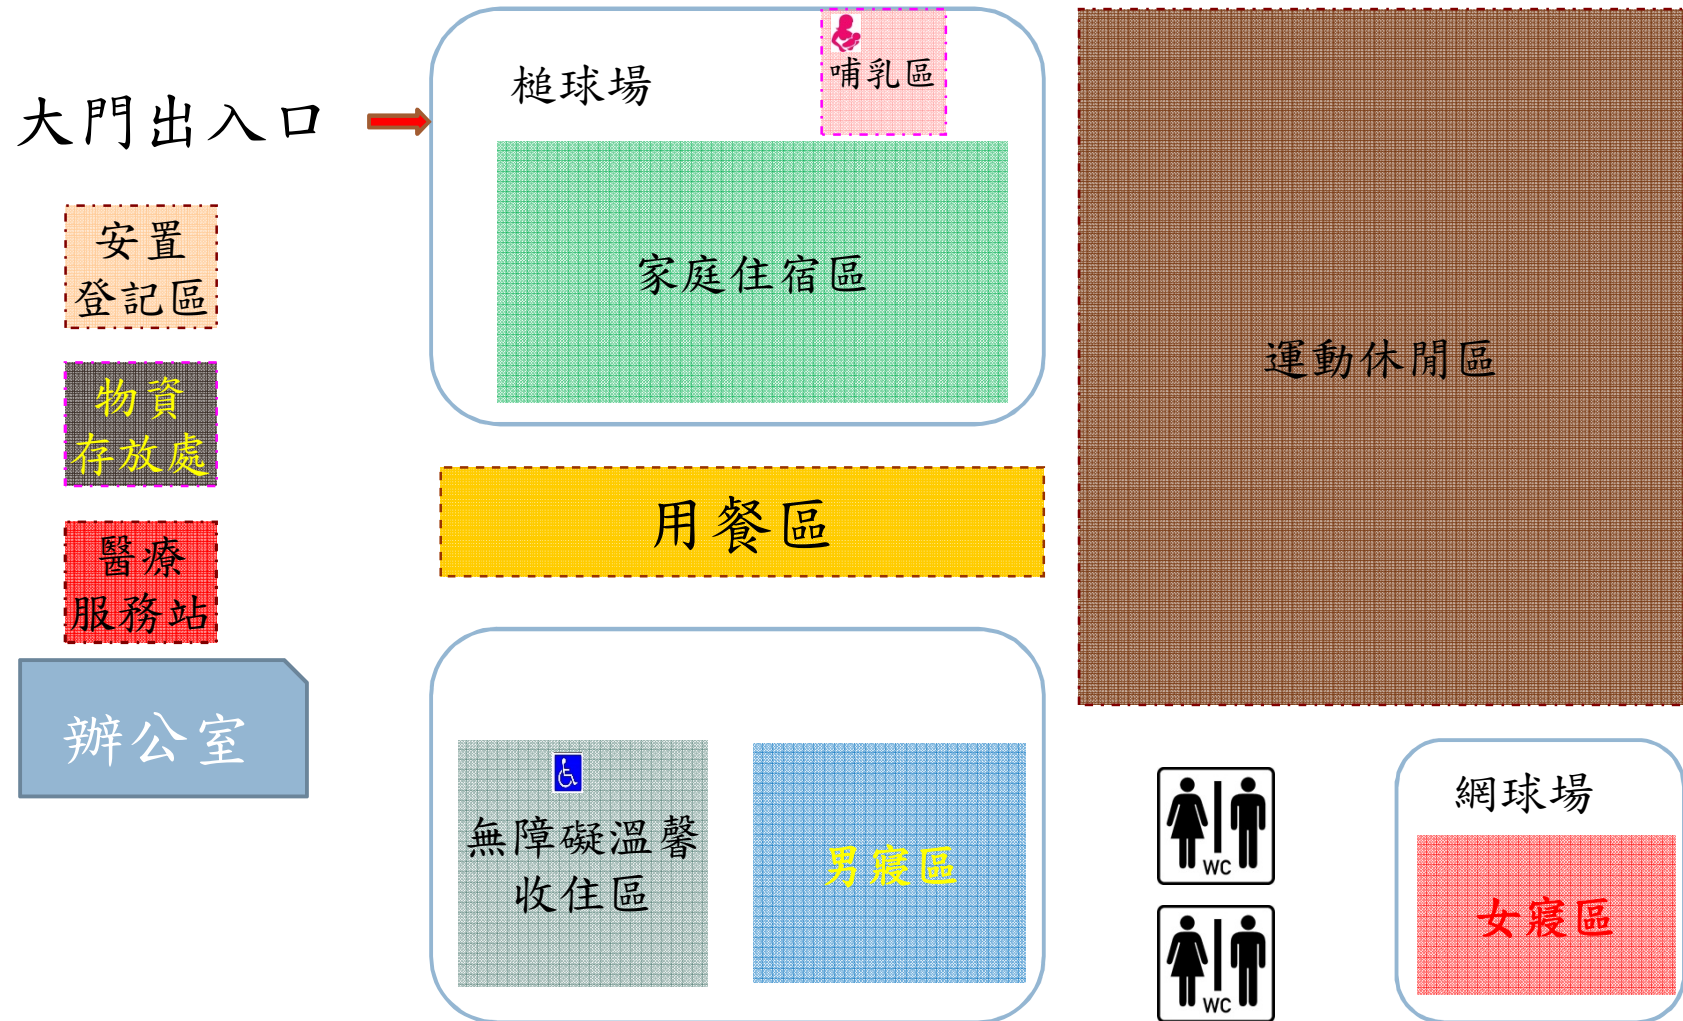 大門出入口
槌球場
哺乳區
家庭住宿區
運動休閒區
安置
登記區
物資
存放處
用餐區
醫療
服務站
辦公室
無障礙溫馨
收住區
男寢區
WC
WC
網球場
女寢區